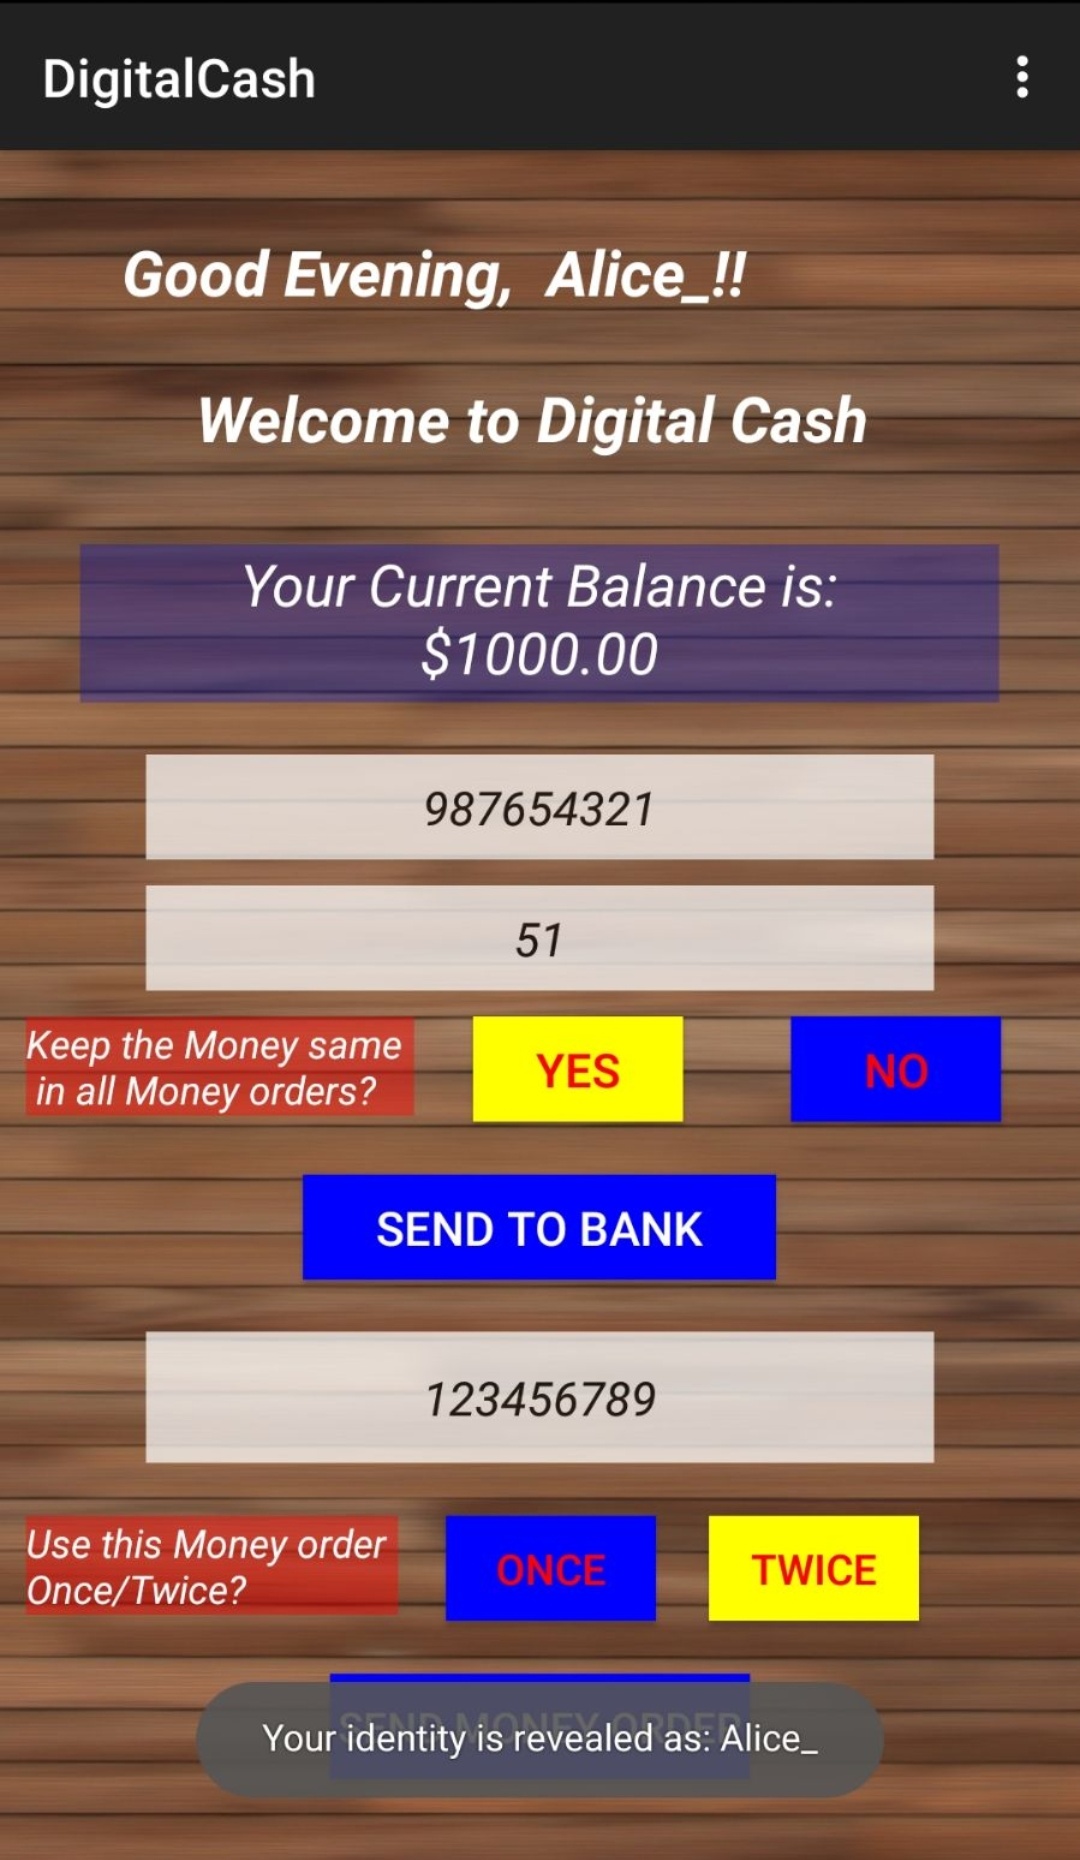 DigitalCash
Good Evening,  Alice_!!
Welcome to Digital Cash
Your Current Balance is:
$1000.00
987654321
51
Keep the Money same
in all Money orders?
YES
NO
SEND TO BANK
123456789
Use this Money order
Once/Twice?
ONCE
TWICE
SEND MONEY ORDER
Your identity is revealed as: Alice_